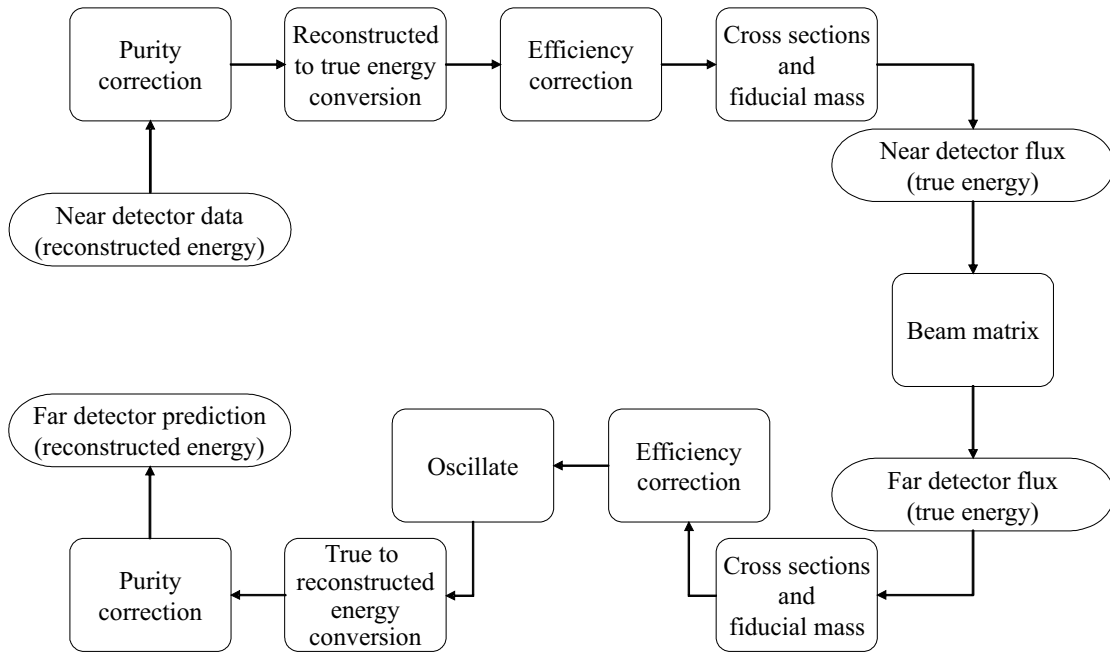 Purity
correction
Reconstructed
to true energy
conversion
Efficiency
correction
Cross sections
and
fiducial mass
Near detector flux
(true energy)
Near detector data
(reconstructed energy)
Beam matrix
Far detector prediction
(reconstructed energy)
Oscillate
Efficiency
correction
Far detector flux
(true energy)
Purity
correction
True to
reconstructed
energy
conversion
Cross sections
and
fiducial mass